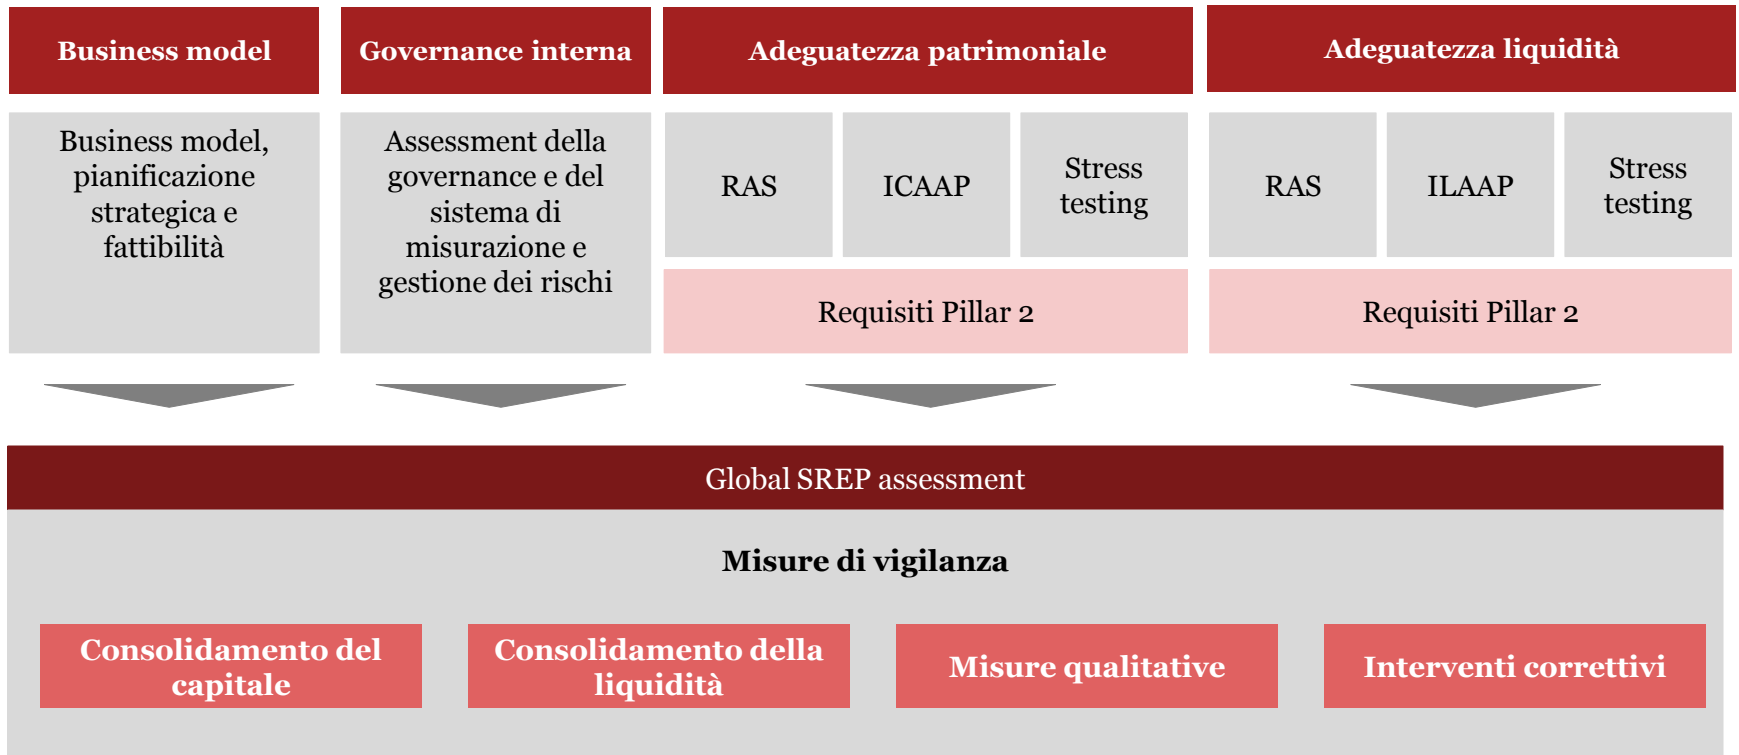 Business model
Governance interna
Adeguatezza patrimoniale
Adeguatezza liquidità
Business model,
pianificazione
strategica e
fattibilità
Assessment della
governance e del
sistema di
misurazione e
gestione dei rischi
RAS
ICAAP
Stress
testing
Requisiti Pillar 2
RAS
ILAAP
Stress
testing
Requisiti Pillar 2
Global SREP assessment
Misure di vigilanza
Consolidamento del
capitale
Consolidamento della
liquidità
Misure qualitative
Interventi correttivi